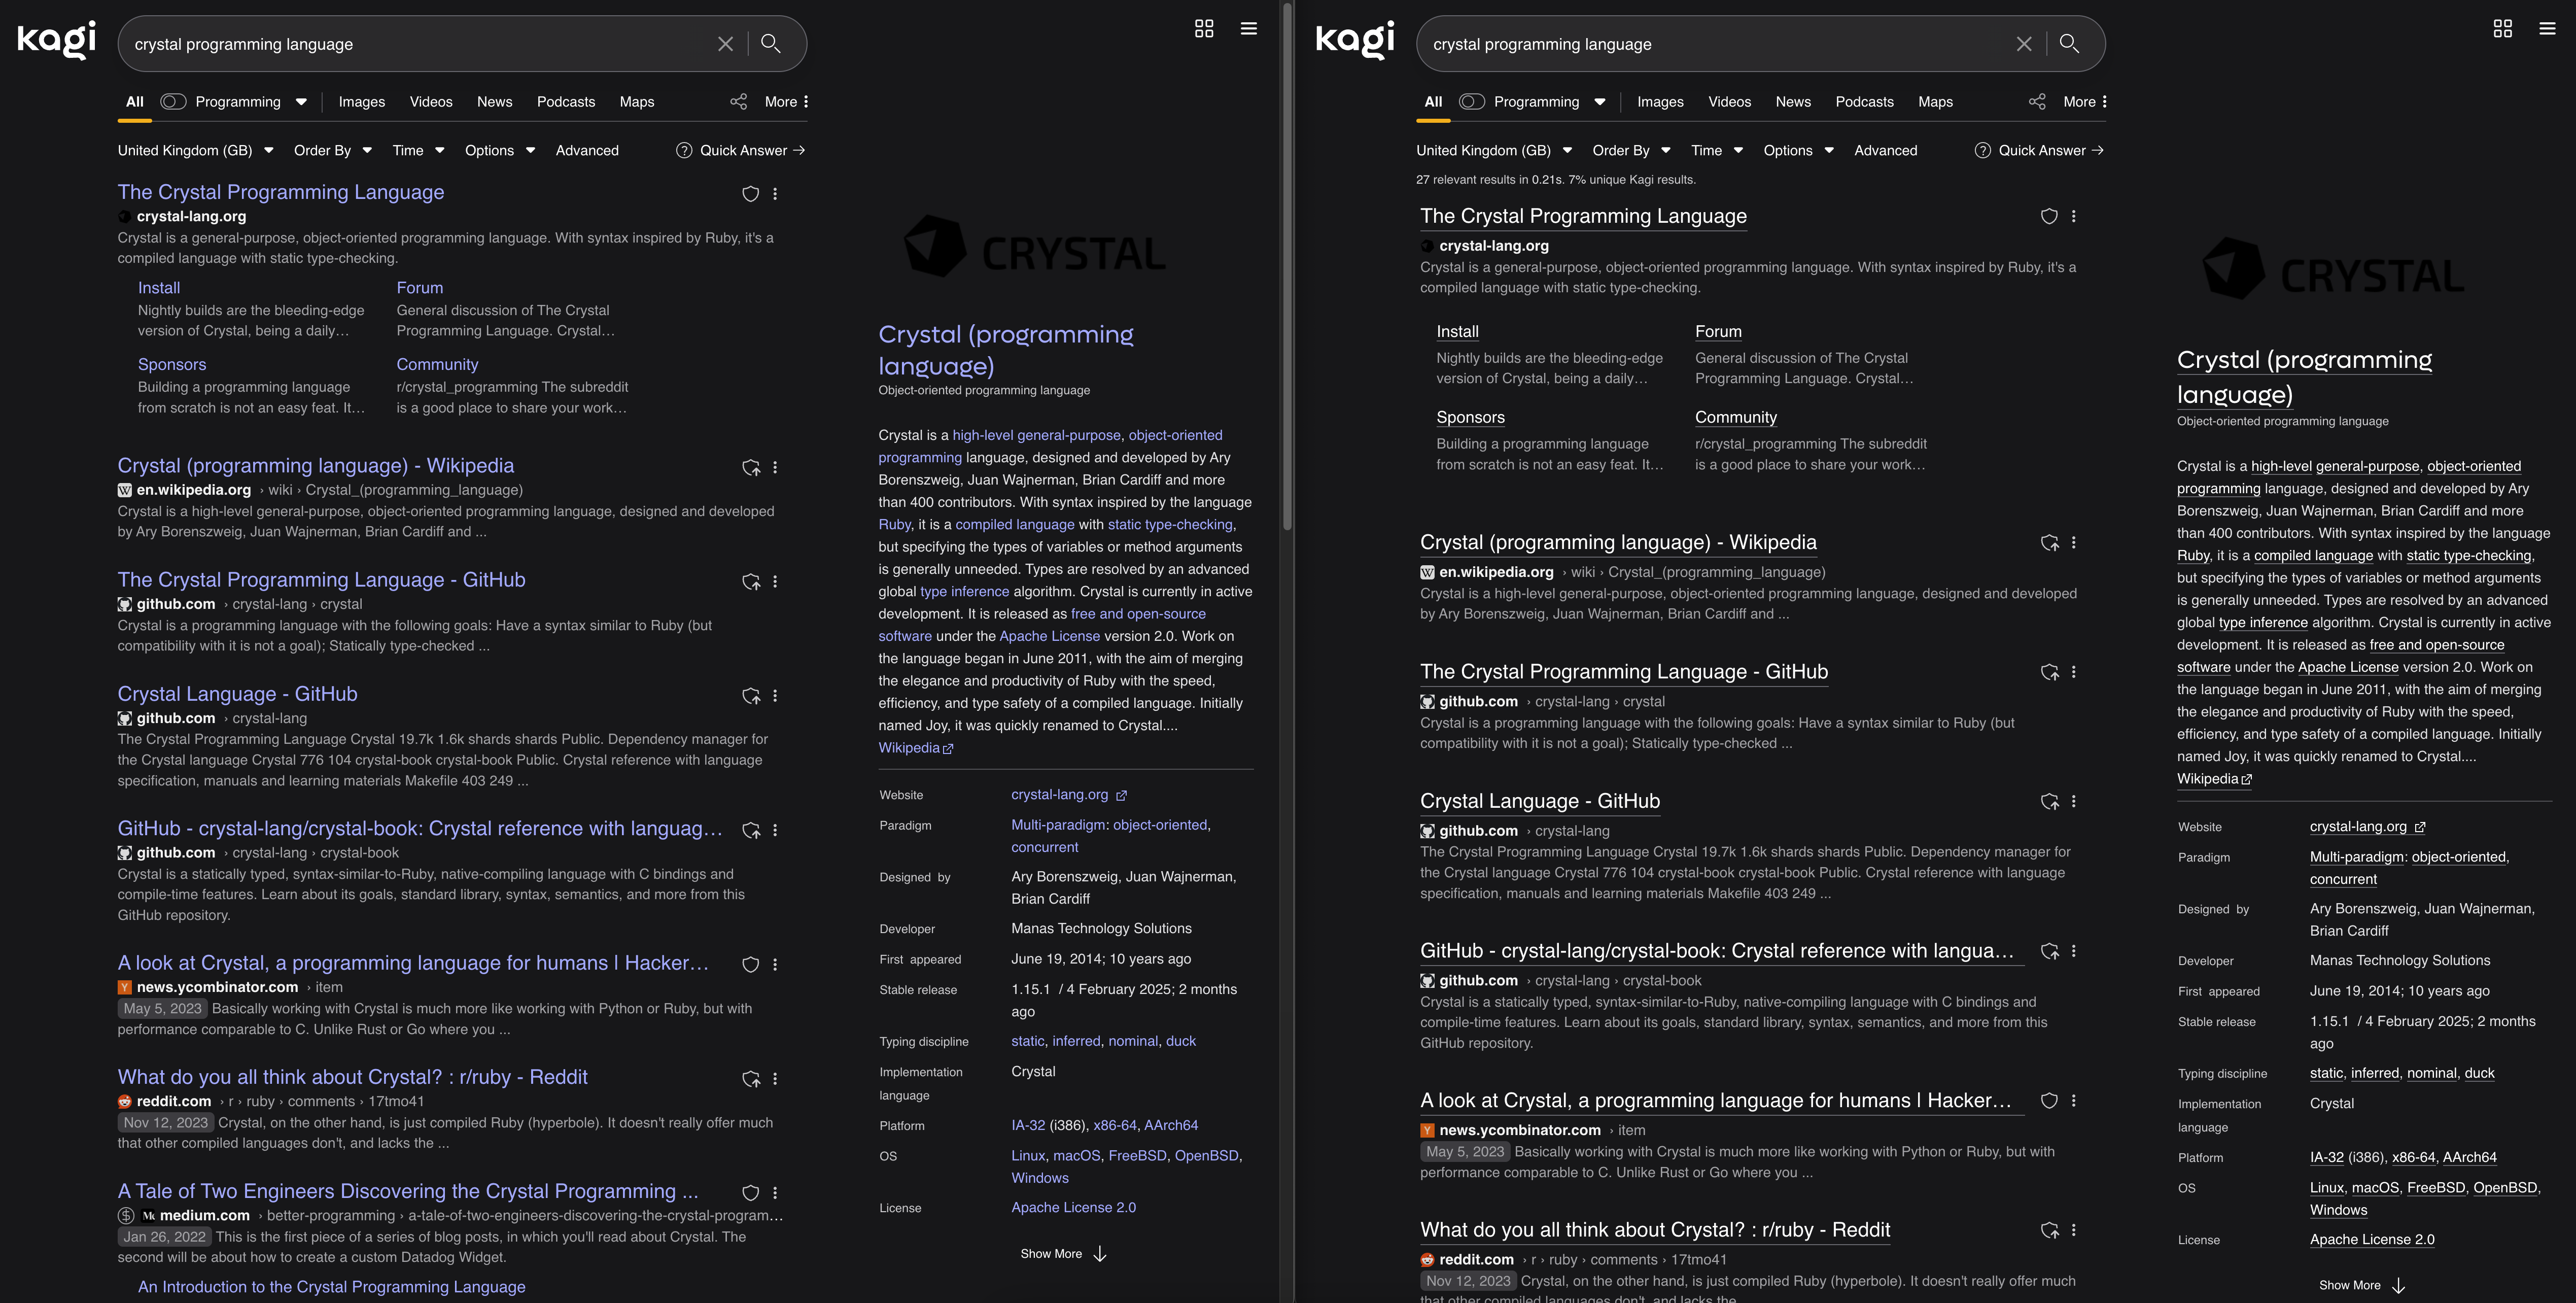 kagi
crystal programming language
All Programming Images Videos News Podcasts Maps More
United Kingdom (GB) Order By Time Options Advanced Quick Answer →
The Crystal Programming Language
crystal-lang.org
Crystal is a general-purpose, object-oriented programming language. With syntax inspired by Ruby, it's a
compiled language with static type-checking.
Install
Nightly builds are the bleeding-edge
version of Crystal, being a daily…
Forum
General discussion of The Crystal
Programming Language. Crystal…
Sponsors
Building a programming language
from scratch is not an easy feat. It…
Community
r/crystal_programming The subreddit
is a good place to share your work…
Crystal (programming language) - Wikipedia
W en.wikipedia.org › wiki › Crystal_(programming_language)
Crystal is a high-level general-purpose, object-oriented programming language, designed and developed
by Ary Borenszweig, Juan Wajnerman, Brian Cardiff and ...
The Crystal Programming Language - GitHub
github.com › crystal-lang › crystal
Crystal is a programming language with the following goals: Have a syntax similar to Ruby (but
compatibility with it is not a goal); Statically type-checked ...
Crystal Language - GitHub
github.com › crystal-lang
The Crystal Programming Language Crystal 19.7k 1.6k shards shards Public. Dependency manager for
the Crystal language Crystal 776 104 crystal-book crystal-book Public. Crystal reference with language
specification, manuals and learning materials Makefile 403 249 ...
GitHub - crystal-lang/crystal-book: Crystal reference with languag…
github.com › crystal-lang › crystal-book
Crystal is a statically typed, syntax-similar-to-Ruby, native-compiling language with C bindings and
compile-time features. Learn about its goals, standard library, syntax, semantics, and more from this
GitHub repository.
A look at Crystal, a programming language for humans | Hacker…
Y news.ycombinator.com › item
May 5, 2023 Basically working with Crystal is much more like working with Python or Ruby, but with
performance comparable to C. Unlike Rust or Go where you ...
What do you all think about Crystal? : r/ruby - Reddit
reddit.com › r › ruby › comments › 17tmo41
Nov 12, 2023 Crystal, on the other hand, is just compiled Ruby (hyperbole). It doesn't really offer much
that other compiled languages don't, and lacks the ...
A Tale of Two Engineers Discovering the Crystal Programming ...
medium.com › better-programming › a-tale-of-two-engineers-discovering-the-crystal-program…
Jan 26, 2022 This is the first piece of a series of blog posts, in which you'll read about Crystal. The
second will be about how to create a custom Datadog Widget.
An Introduction to the Crystal Programming Language
CRYSTAL
Crystal (programming
language)
Object-oriented programming language
Crystal is a high-level general-purpose, object-oriented
programming language, designed and developed by Ary
Borenszweig, Juan Wajnerman, Brian Cardiff and more
than 400 contributors. With syntax inspired by the language
Ruby, it is a compiled language with static type-checking,
but specifying the types of variables or method arguments
is generally unneeded. Types are resolved by an advanced
global type inference algorithm. Crystal is currently in active
development. It is released as free and open-source
software under the Apache License version 2.0. Work on
the language began in June 2011, with the aim of merging
the elegance and productivity of Ruby with the speed,
efficiency, and type safety of a compiled language. Initially
named Joy, it was quickly renamed to Crystal....
Wikipedia
Website crystal-lang.org
Paradigm Multi-paradigm: object-oriented,
concurrent
Designed by Ary Borenszweig, Juan Wajnerman,
Brian Cardiff
Developer Manas Technology Solutions
First appeared June 19, 2014; 10 years ago
Stable release 1.15.1 / 4 February 2025; 2 months
ago
Typing discipline static, inferred, nominal, duck
Implementation Crystal
language
Platform IA-32 (i386), x86-64, AArch64
OS Linux, macOS, FreeBSD, OpenBSD,
Windows
License Apache License 2.0
Show More ↓
kagi
crystal programming language
All Programming Images Videos News Podcasts Maps More
United Kingdom (GB) Order By Time Options Advanced Quick Answer →
27 relevant results in 0.21s. 7% unique Kagi results.
The Crystal Programming Language
crystal-lang.org
Crystal is a general-purpose, object-oriented programming language. With syntax inspired by Ruby, it's a
compiled language with static type-checking.
Install
Nightly builds are the bleeding-edge
version of Crystal, being a daily…
Forum
General discussion of The Crystal
Programming Language. Crystal…
Sponsors
Building a programming language
from scratch is not an easy feat. It…
Community
r/crystal_programming The subreddit
is a good place to share your work…
Crystal (programming language) - Wikipedia
W en.wikipedia.org › wiki › Crystal_(programming_language)
Crystal is a high-level general-purpose, object-oriented programming language, designed and developed
by Ary Borenszweig, Juan Wajnerman, Brian Cardiff and ...
The Crystal Programming Language - GitHub
github.com › crystal-lang › crystal
Crystal is a programming language with the following goals: Have a syntax similar to Ruby (but
compatibility with it is not a goal); Statically type-checked ...
Crystal Language - GitHub
github.com › crystal-lang
The Crystal Programming Language Crystal 19.7k 1.6k shards shards Public. Dependency manager for
the Crystal language Crystal 776 104 crystal-book crystal-book Public. Crystal reference with language
specification, manuals and learning materials Makefile 403 249 ...
GitHub - crystal-lang/crystal-book: Crystal reference with langua…
github.com › crystal-lang › crystal-book
Crystal is a statically typed, syntax-similar-to-Ruby, native-compiling language with C bindings and
compile-time features. Learn about its goals, standard library, syntax, semantics, and more from this
GitHub repository.
A look at Crystal, a programming language for humans | Hacker…
Y news.ycombinator.com › item
May 5, 2023 Basically working with Crystal is much more like working with Python or Ruby, but with
performance comparable to C. Unlike Rust or Go where you ...
What do you all think about Crystal? : r/ruby - Reddit
reddit.com › r › ruby › comments › 17tmo41
Nov 12, 2023 Crystal, on the other hand, is just compiled Ruby (hyperbole). It doesn't really offer much
that other compiled languages don't, and lacks the
CRYSTAL
Crystal (programming
language)
Object-oriented programming language
Crystal is a high-level general-purpose, object-oriented
programming language, designed and developed by Ary
Borenszweig, Juan Wajnerman, Brian Cardiff and more
than 400 contributors. With syntax inspired by the language
Ruby, it is a compiled language with static type-checking,
but specifying the types of variables or method arguments
is generally unneeded. Types are resolved by an advanced
global type inference algorithm. Crystal is currently in active
development. It is released as free and open-source
software under the Apache License version 2.0. Work on
the language began in June 2011, with the aim of merging
the elegance and productivity of Ruby with the speed,
efficiency, and type safety of a compiled language. Initially
named Joy, it was quickly renamed to Crystal....
Wikipedia
Website crystal-lang.org
Paradigm Multi-paradigm: object-oriented,
concurrent
Designed by Ary Borenszweig, Juan Wajnerman,
Brian Cardiff
Developer Manas Technology Solutions
First appeared June 19, 2014; 10 years ago
Stable release 1.15.1 / 4 February 2025; 2 months
ago
Typing discipline static, inferred, nominal, duck
Implementation Crystal
language
Platform IA-32 (i386), x86-64, AArch64
OS Linux, macOS, FreeBSD, OpenBSD,
Windows
License Apache License 2.0
Show More ↓